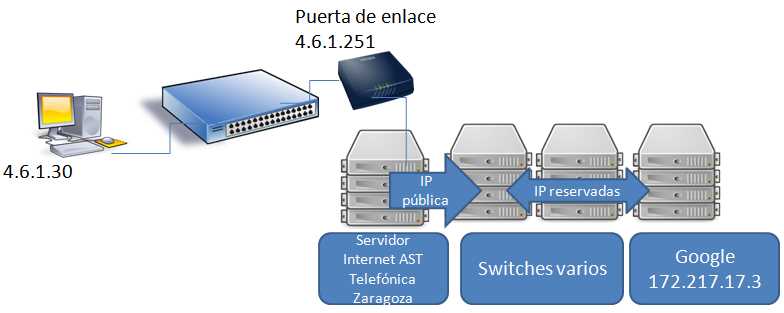 Puerta de enlace
4.6.1.251
4.6.1.30
IP
pública
IP reservadas
Servidor
Internet AST
Telefónica
Zaragoza
Switches varios
Google
172.217.17.3